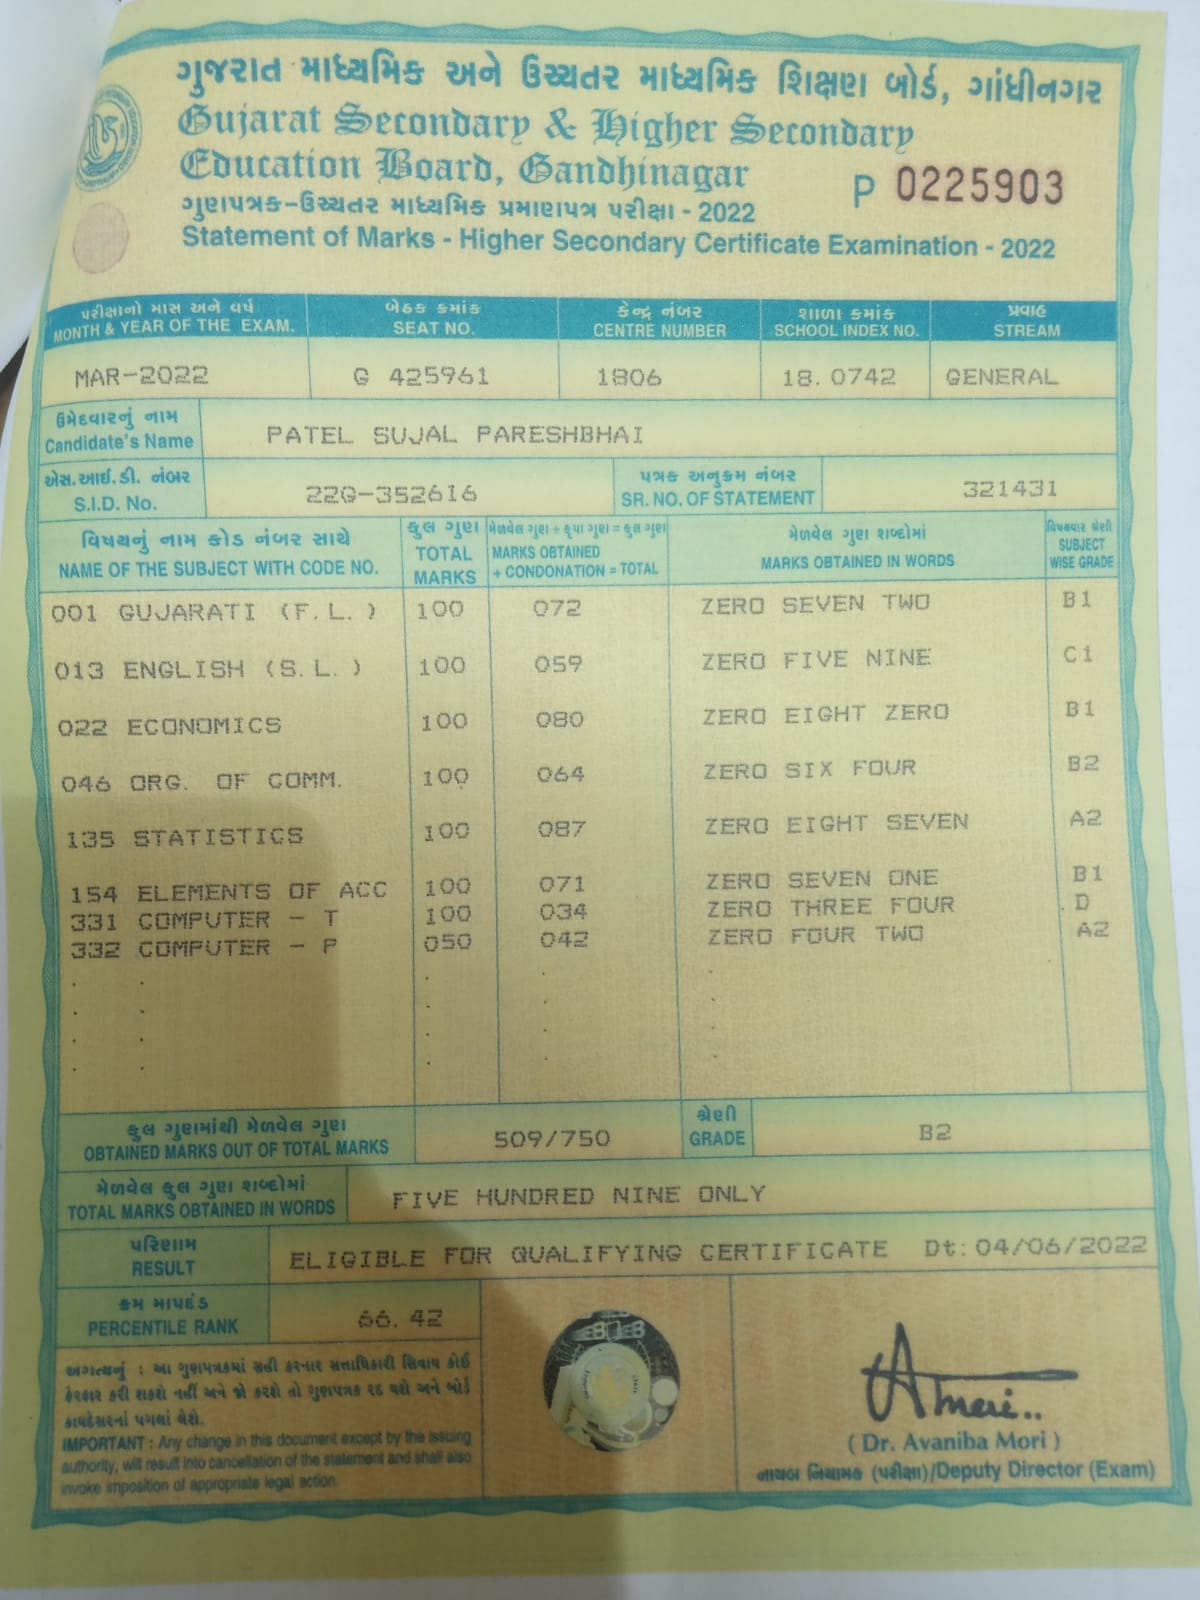 ગુજરાત માધ્યમિક અને ઉચ્ચતર માધ્યમિક શિક્ષણ બોર્ડ, ગાંધીનગર
Gujarat Secondary & Higher Secondary
Education Board, Gandhinagar
P 0225903
ગુણપત્રક-ઉચ્ચતર માધ્યમિક પ્રમાણપત્ર પરીક્ષા - 2022
Statement of Marks - Higher Secondary Certificate Examination - 2022
પરીક્ષાનો માસ અને વર્ષ બેઠક ક્રમાંક કેન્દ્ર નંબર શાળા ક્રમાંક પ્રવાહ
MONTH & YEAR OF THE EXAM. SEAT NO. CENTRE NUMBER SCHOOL INDEX NO. STREAM
MAR-2022 G 425961 1806 18.0742 GENERAL
ઉમેદવારનું નામ
Candidate's Name PATEL SUJAL PARESHBHAI
એસ.આઈ.ડી. નંબર
S.I.D. No. 22G-352616
પત્રક અનુક્રમ નંબર
SR. NO. OF STATEMENT 321431
વિષયનું નામ કોડ નંબર સાથે
NAME OF THE SUBJECT WITH CODE NO.
કુલ ગુણ
TOTAL
MARKS
મેળવેલ ગુણ + કૃપા ગુણ = કુલ ગુણ
MARKS OBTAINED
+ CONDONATION = TOTAL
મેળવેલ ગુણ શબ્દોમાં
MARKS OBTAINED IN WORDS
વિષયવાર શ્રેણી
SUBJECT
WISE GRADE
001 GUJARATI (F.L.) 100 072 ZERO SEVEN TWO B1
013 ENGLISH (S.L.) 100 059 ZERO FIVE NINE C1
022 ECONOMICS 100 080 ZERO EIGHT ZERO B1
046 ORG. OF COMM. 100 064 ZERO SIX FOUR B2
135 STATISTICS 100 087 ZERO EIGHT SEVEN A2
154 ELEMENTS OF ACC 100 071 ZERO SEVEN ONE B1
331 COMPUTER - T 100 034 ZERO THREE FOUR D
332 COMPUTER - P 050 042 ZERO FOUR TWO A2
કુલ ગુણમાંથી મેળવેલ ગુણ
OBTAINED MARKS OUT OF TOTAL MARKS 509/750
શ્રેણી
GRADE B2
મેળવેલ કુલ ગુણ શબ્દોમાં
TOTAL MARKS OBTAINED IN WORDS FIVE HUNDRED NINE ONLY
પરિણામ
RESULT ELIGIBLE FOR QUALIFYING CERTIFICATE Dt:04/06/2022
ક્રમ માપદંડ
PERCENTILE RANK 66.42
અગત્યનું : આ ગુણપત્રકમાં સહી કરનાર સત્તાધિકારી સિવાય કોઈ
ફેરફાર કરી શકશે નહીં અને જો કરશે તો ગુણપત્રક રદ થશે અને બોર્ડ
કાયદેસરનાં પગલાં લેશે.
IMPORTANT : Any change in this document except by the issuing
authority, will result into cancellation of the statement and shall also
invoke imposition of appropriate legal action.
( Dr. Avaniba Mori )
નાયબ નિયામક (પરીક્ષા)/Deputy Director (Exam)